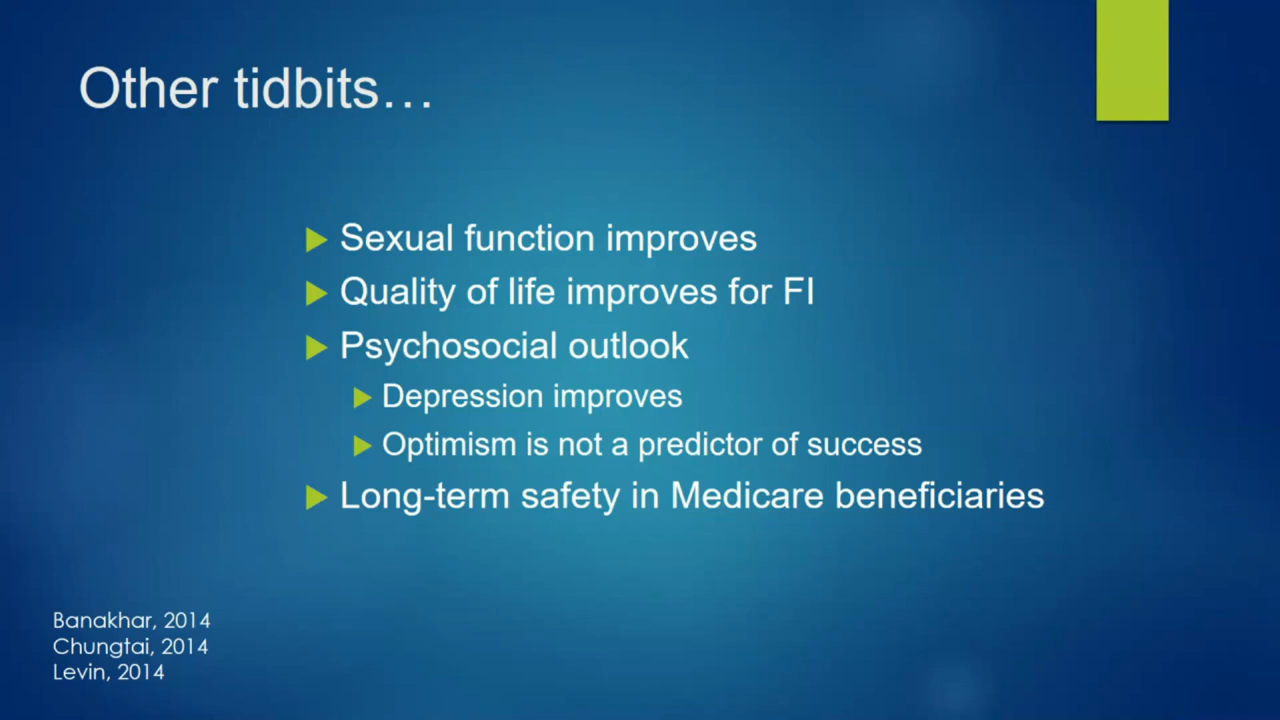 Other tidbits…
Sexual function improves
Quality of life improves for FI
Psychosocial outlook
Depression improves
Optimism is not a predictor of success
Long-term safety in Medicare beneficiaries
Banakhar, 2014
Chungtai, 2014
Levin, 2014